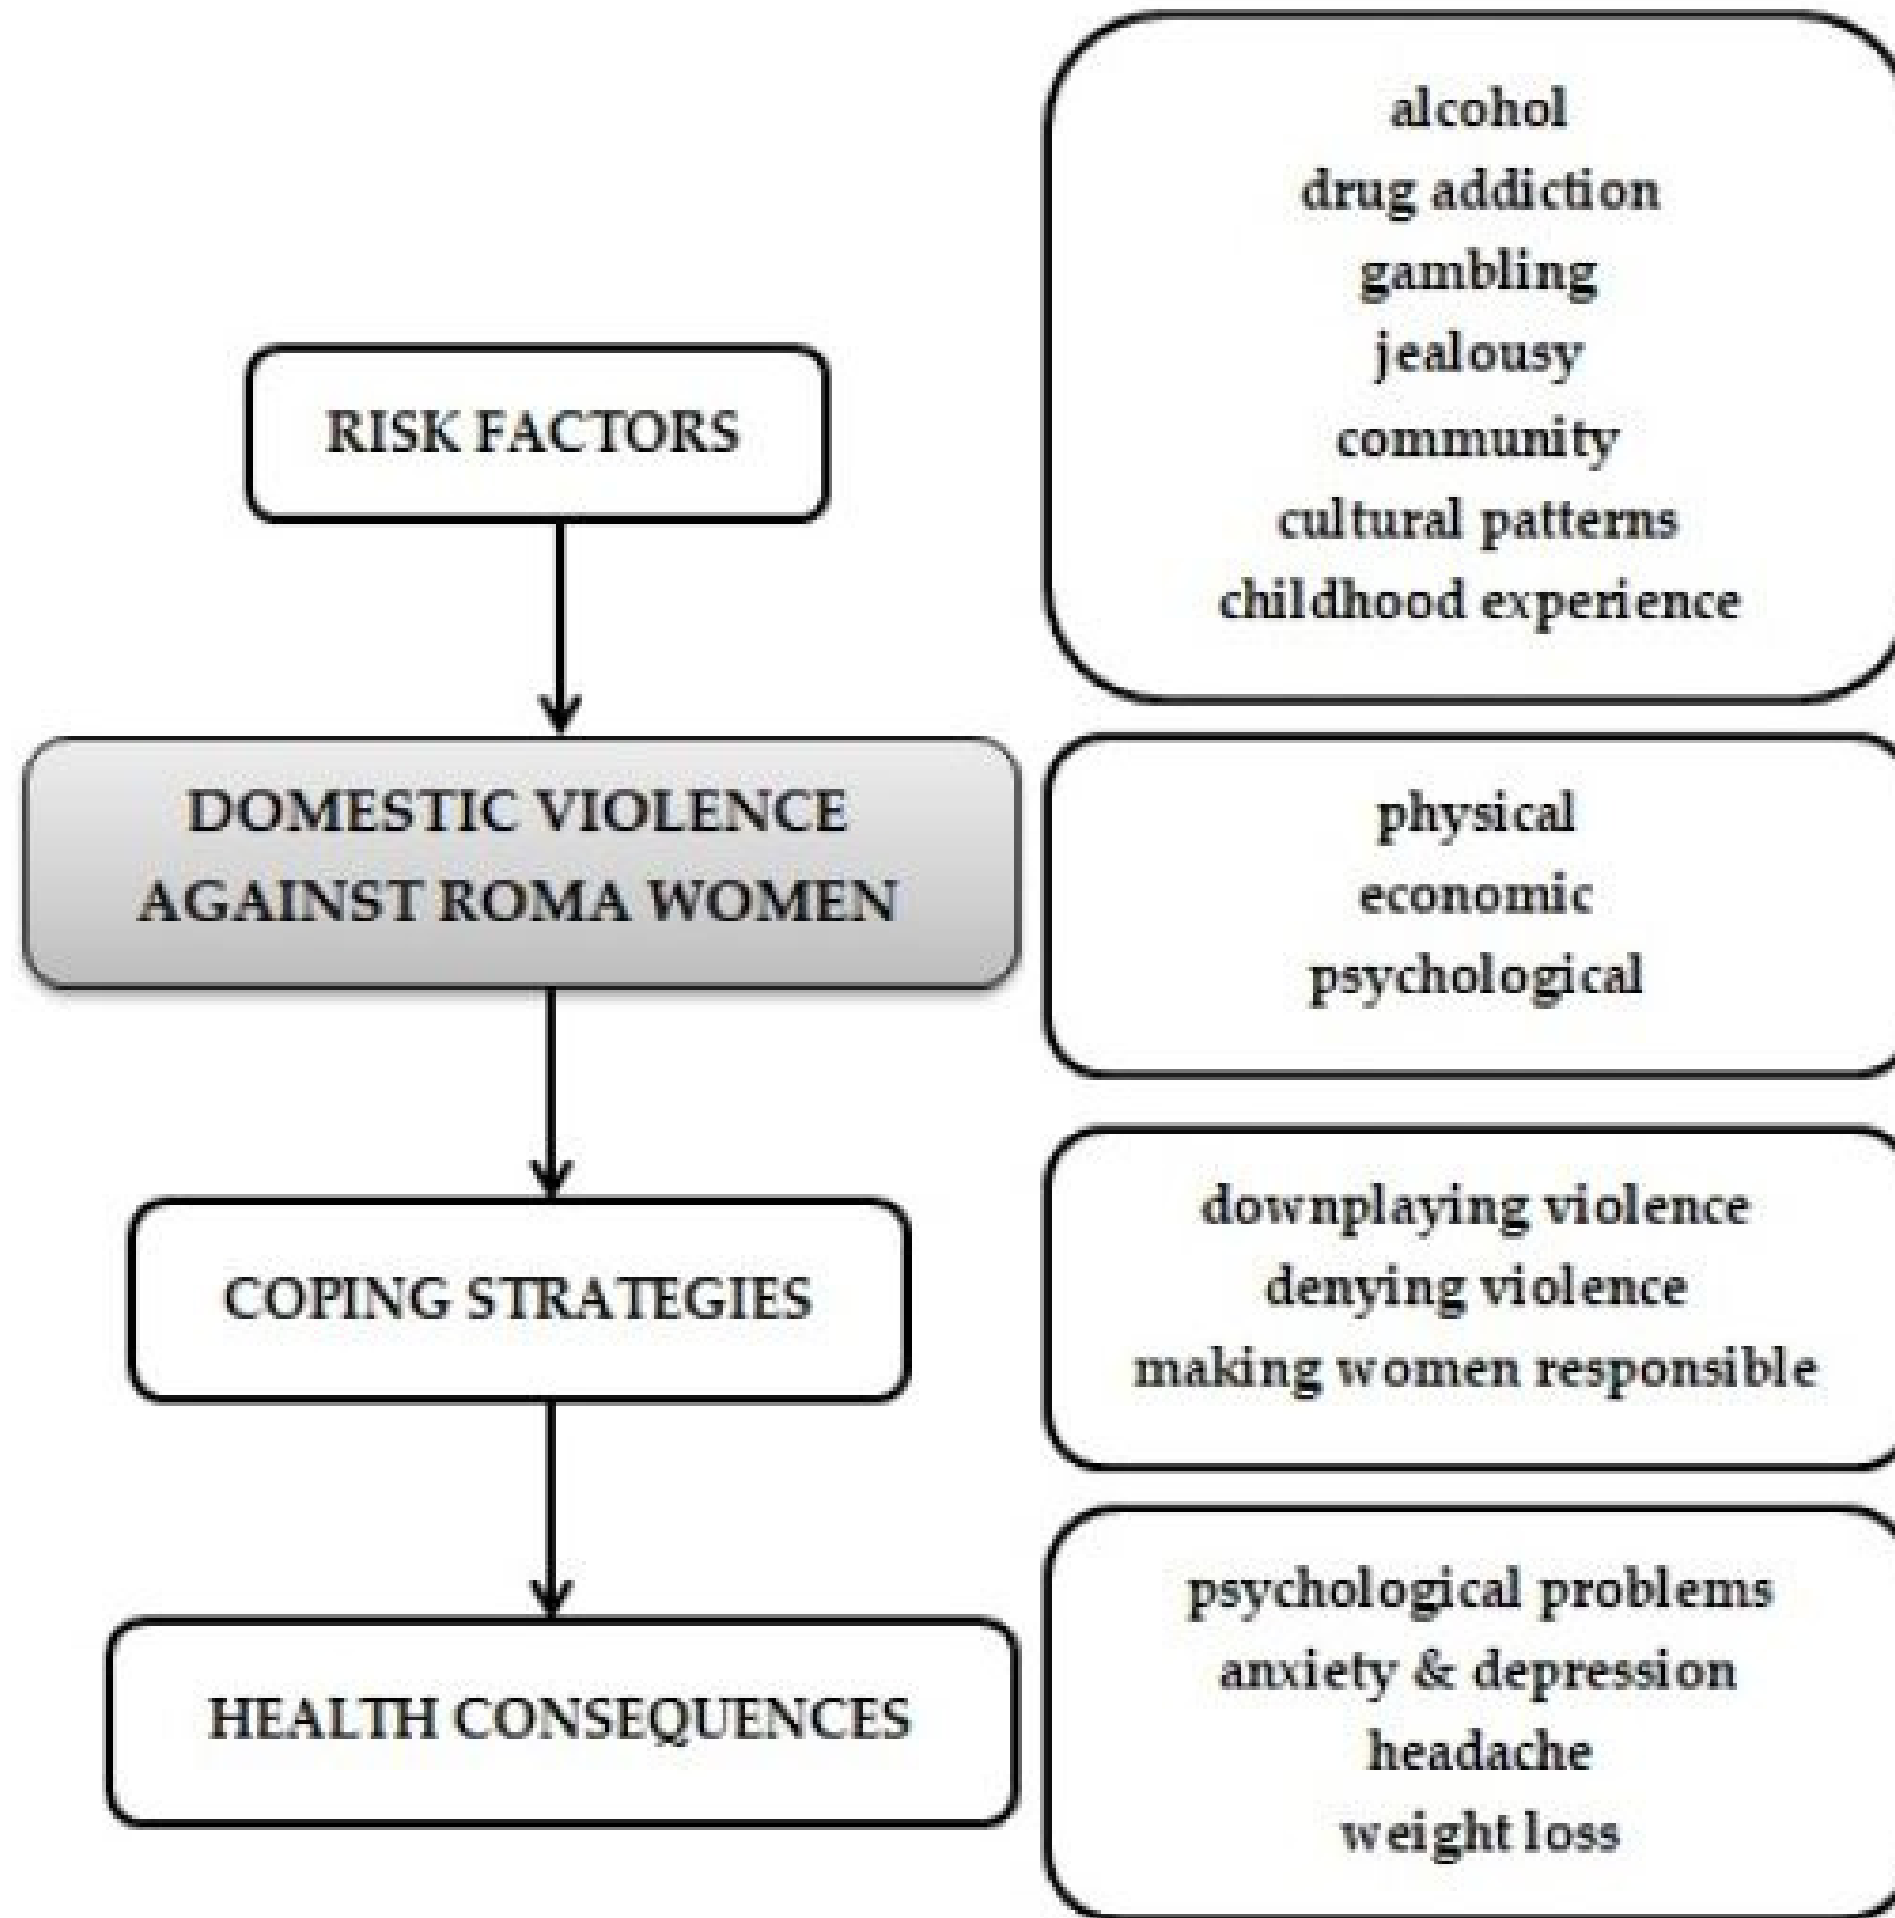 RISK FACTORS
alcohol
drug addiction
gambling
jealousy
community
cultural patterns
childhood experience
DOMESTIC VIOLENCE
AGAINST ROMA WOMEN
physical
economic
psychological
COPING STRATEGIES
downplaying violence
denying violence
making women responsible
HEALTH CONSEQUENCES
psychological problems
anxiety & depression
headache
weight loss